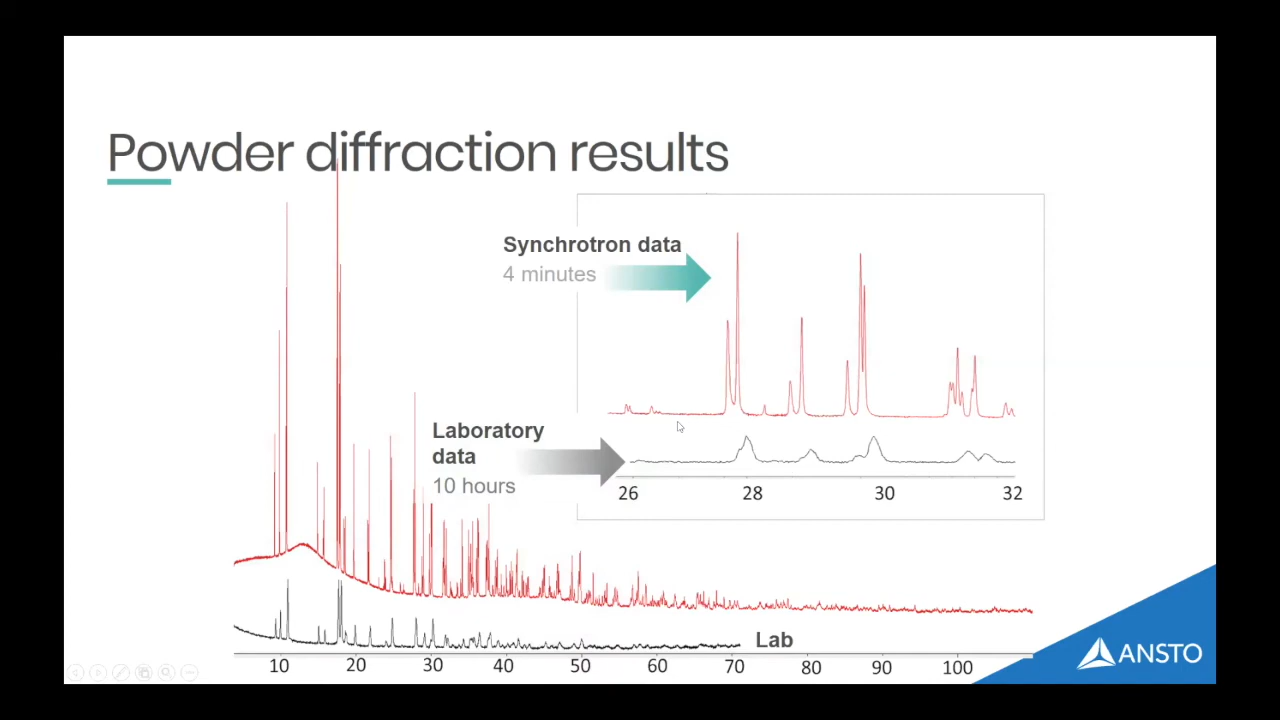 Powder diffraction results
Synchrotron data
4 minutes
Laboratory
data
10 hours
26 28 30 32
Lab
10 20 30 40 50 60 70 80 90 100
ANSTO